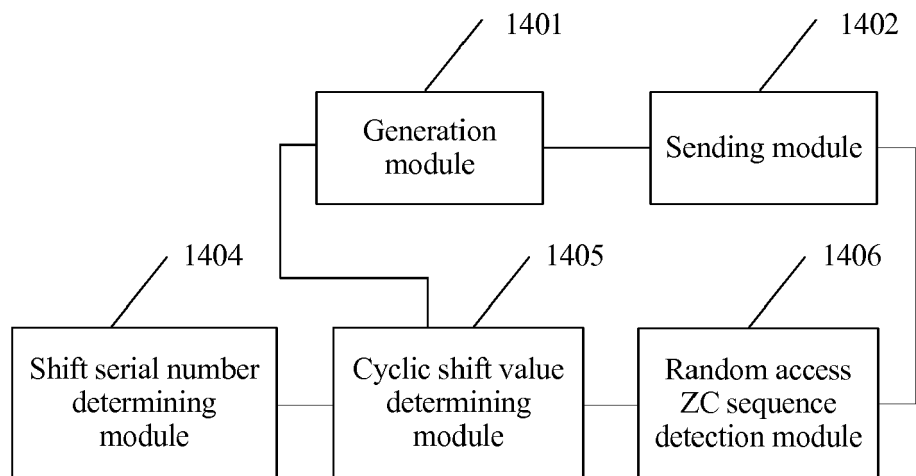 1401
1402
Generation
module
Sending module
1404
1405
1406
Shift serial number
determining
module
Cyclic shift value
determining
module
Random access
ZC sequence
detection module